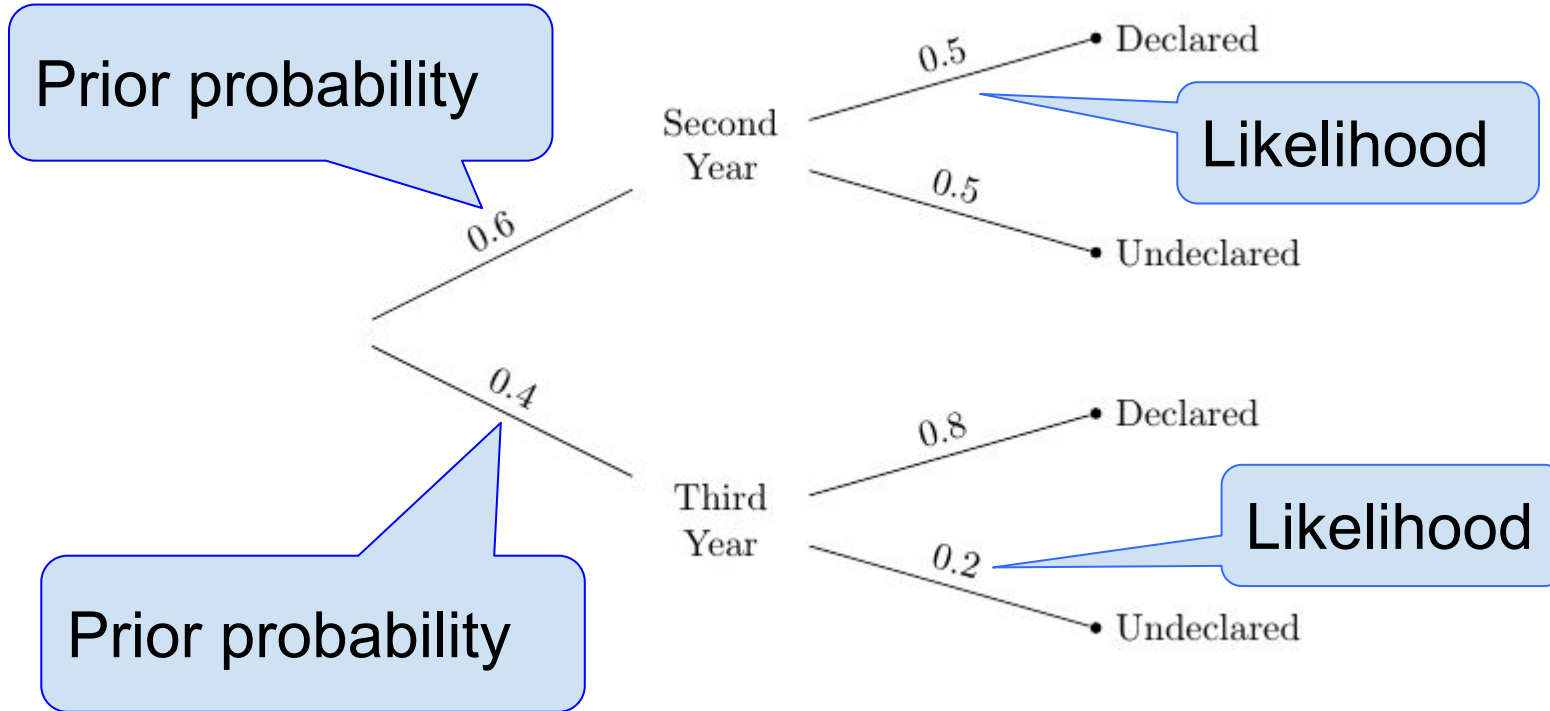 Prior probability
0.6
Second
Year
0.5
Declared
Likelihood
0.5
Undeclared
0.4
Prior probability
Third
Year
0.8
Declared
Likelihood
0.2
Undeclared